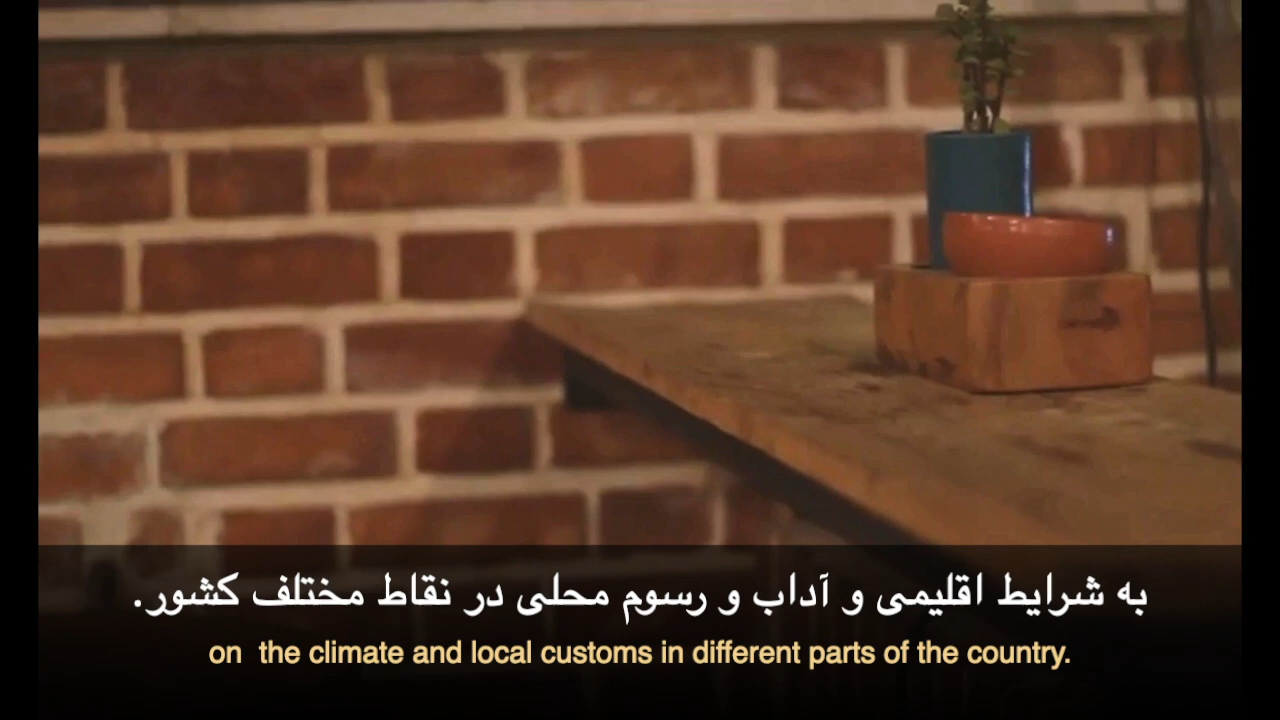 به شرایط اقلیمی و آداب و رسوم محلی در نقاط مختلف کشور.
on  the climate and local customs in different parts of the country.